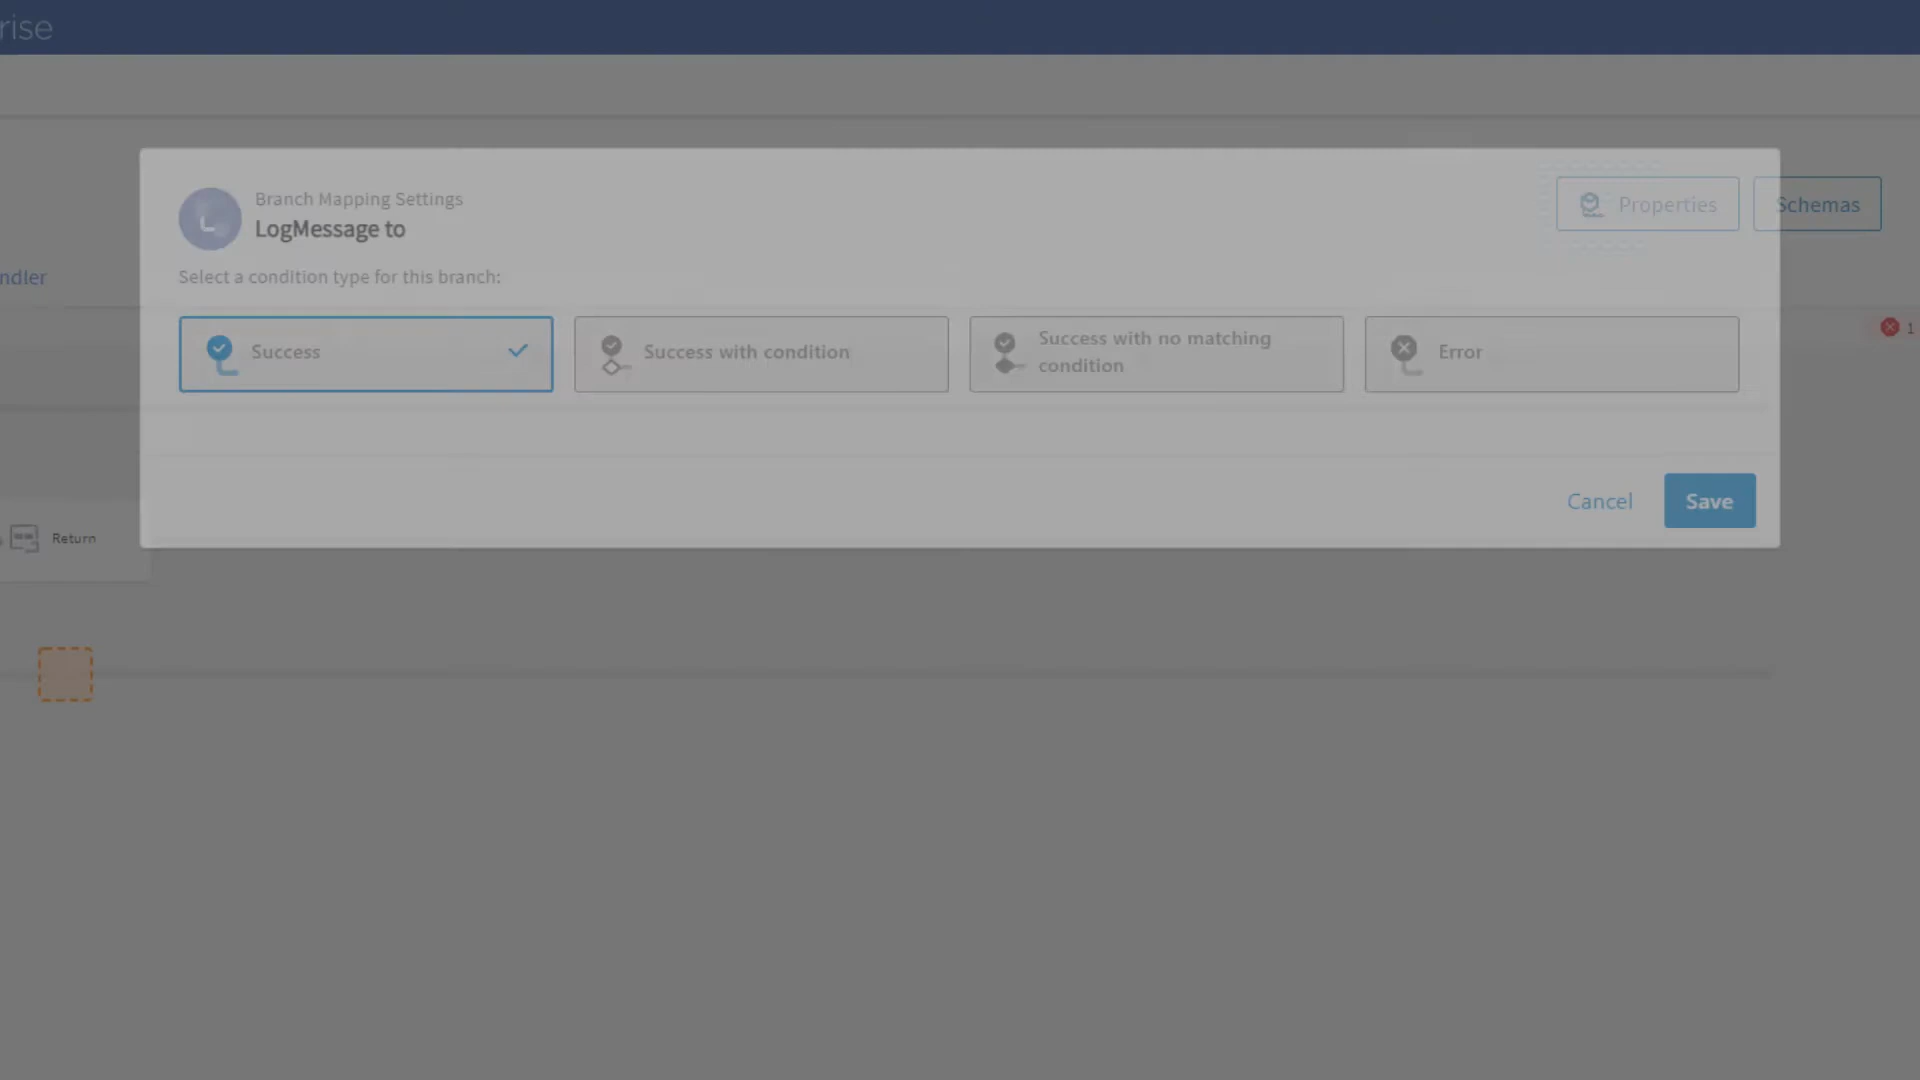 rise
Branch Mapping Settings
LogMessage to
Properties
Schemas
Select a condition type for this branch:
ndler
1
Success
Success with condition
Success with no matching
condition
Error
Cancel
Save
Return